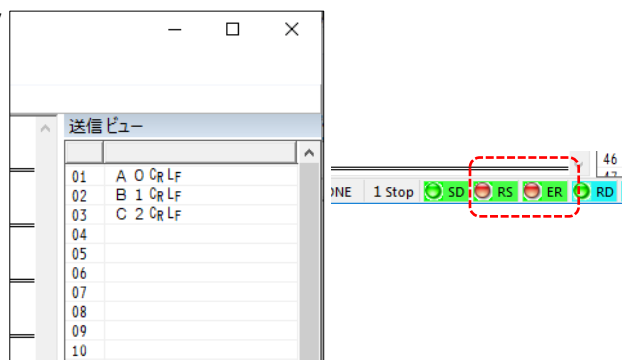 送信ビュー
01 A 0 CR LF
02 B 1 CR LF
03 C 2 CR LF
04
05
06
07
08
09
10
46
ONE 1 Stop SD RS ER RD